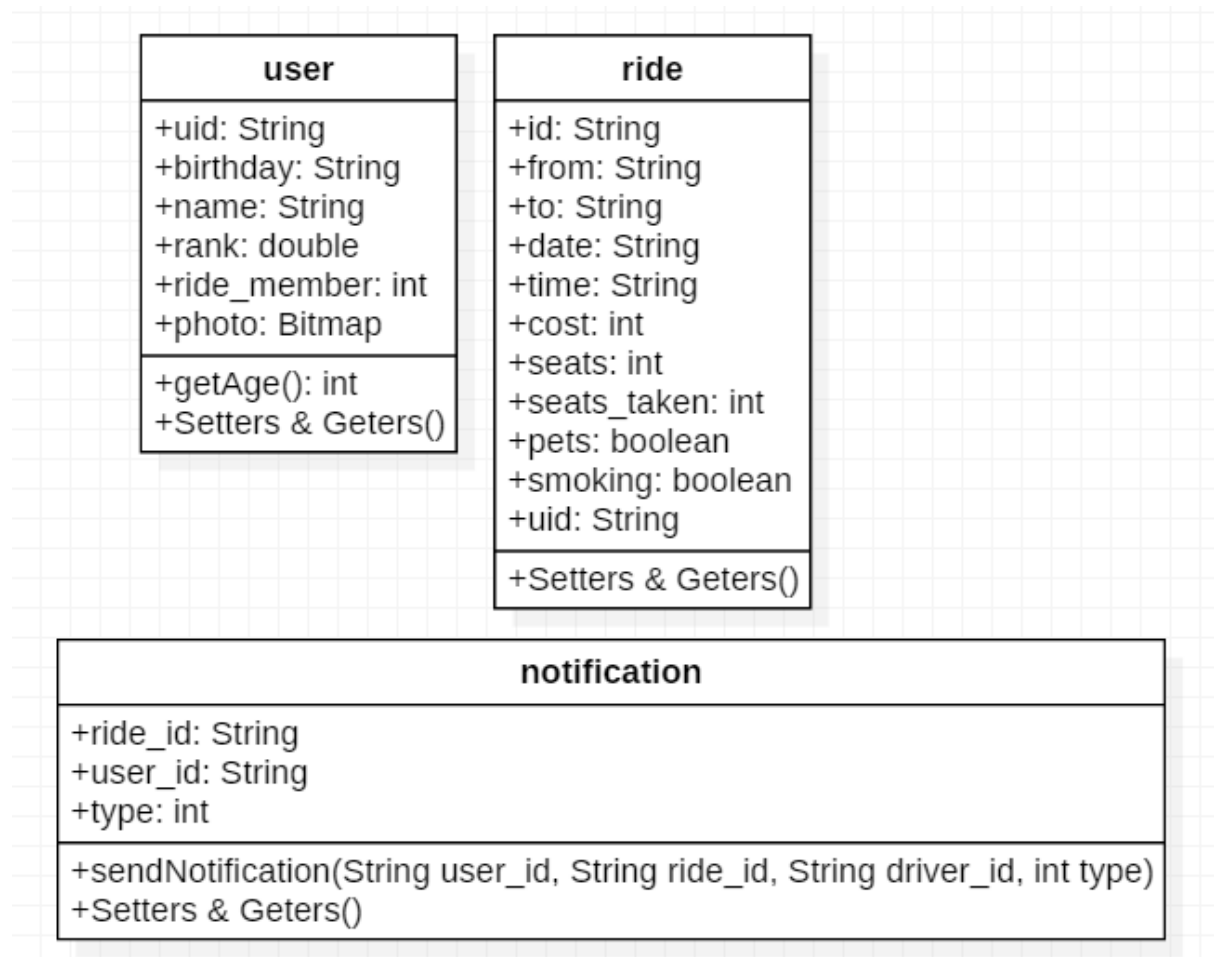 user
+uid: String
+birthday: String
+name: String
+rank: double
+ride_member: int
+photo: Bitmap
+getAge(): int
+Setters & Geters()
ride
+id: String
+from: String
+to: String
+date: String
+time: String
+cost: int
+seats: int
+seats_taken: int
+pets: boolean
+smoking: boolean
+uid: String
+Setters & Geters()
notification
+ride_id: String
+user_id: String
+type: int
+sendNotification(String user_id, String ride_id, String driver_id, int type)
+Setters & Geters()